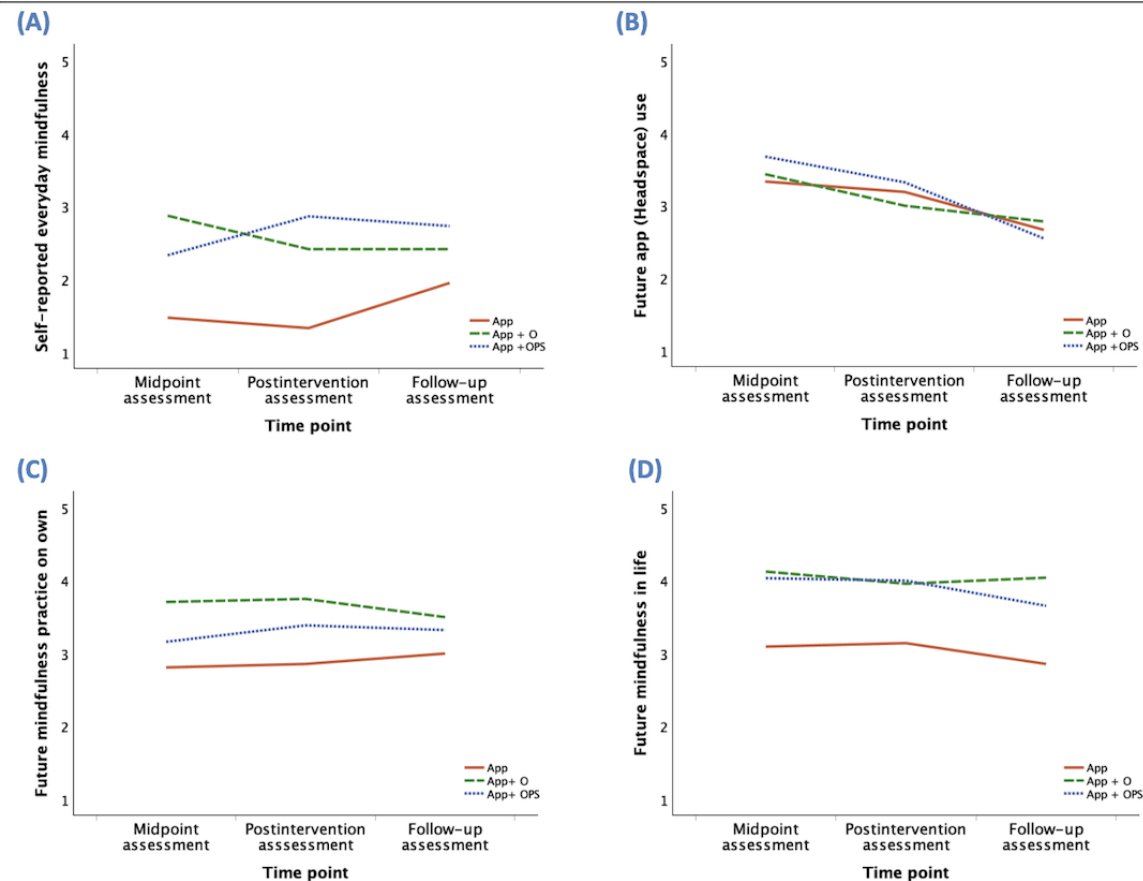 (A)
Self-reported everyday mindfulness
5
4
3
2
1
App
App + O
App +OPS
Midpoint
assessment
Postintervention
assessment
Follow-up
assessment
Time point
(B)
Future app (Headspace) use
5
4
3
2
1
App
App + O
App +OPS
Midpoint
assessment
Postintervention
assessment
Follow-up
assessment
Time point
(C)
Future mindfulness practice on own
5
4
3
2
1
App
App+ O
App+ OPS
Midpoint
assessment
Postintervention
asssessment
Follow-up
assessment
Time point
(D)
Future mindfulness in life
5
4
3
2
1
App
App + O
App + OPS
Midpoint
assessment
Postintervention
asssessment
Follow-up
assessment
Time point